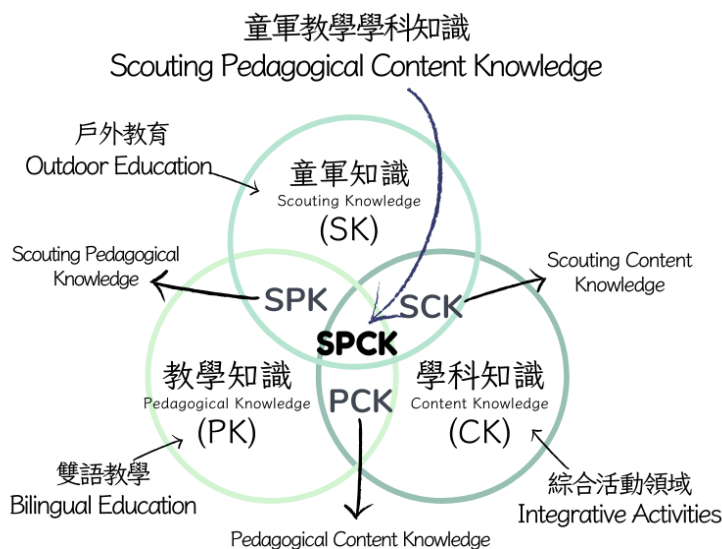 童軍教學學科知識
Scouting Pedagogical Content Knowledge
戶外教育
Outdoor Education
童軍知識
Scouting Knowledge
(SK)
Scouting Pedagogical
Knowledge
Scouting Content
Knowledge
SPK
SCK
SPCK
教學知識
Pedagogical Knowledge
(PK)
PCK
學科知識
Content Knowledge
(CK)
雙語教學
Bilingual Education
綜合活動領域
Integrative Activities
Pedagogical Content Knowledge